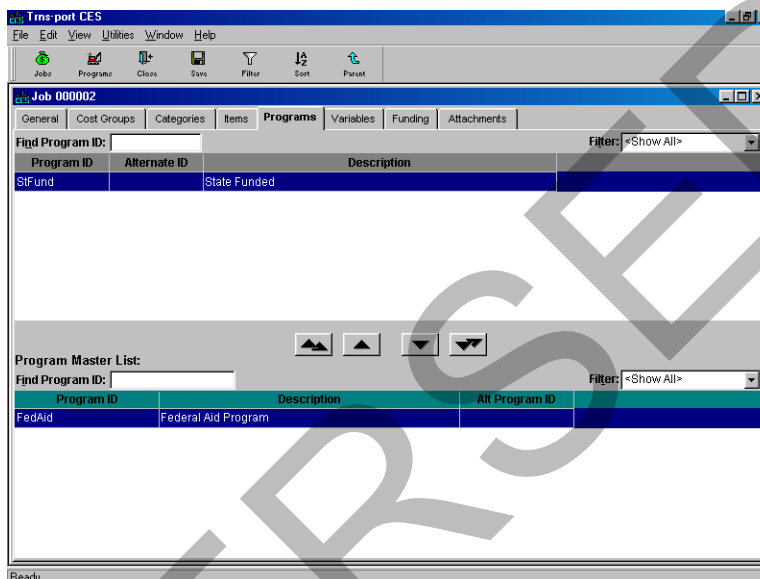 Trns·port CES
File Edit View Utilities Window Help
Jobs Programs Close Save Filter Sort Parent
Job 000002
General Cost Groups Categories Items Programs Variables Funding Attachments
Find Program ID: Filter: <Show All>
Program ID Alternate ID Description
StFund State Funded
Program Master List:
Find Program ID: Filter: <Show All>
Program ID Description Alt Program ID
FedAid Federal Aid Program
Ready